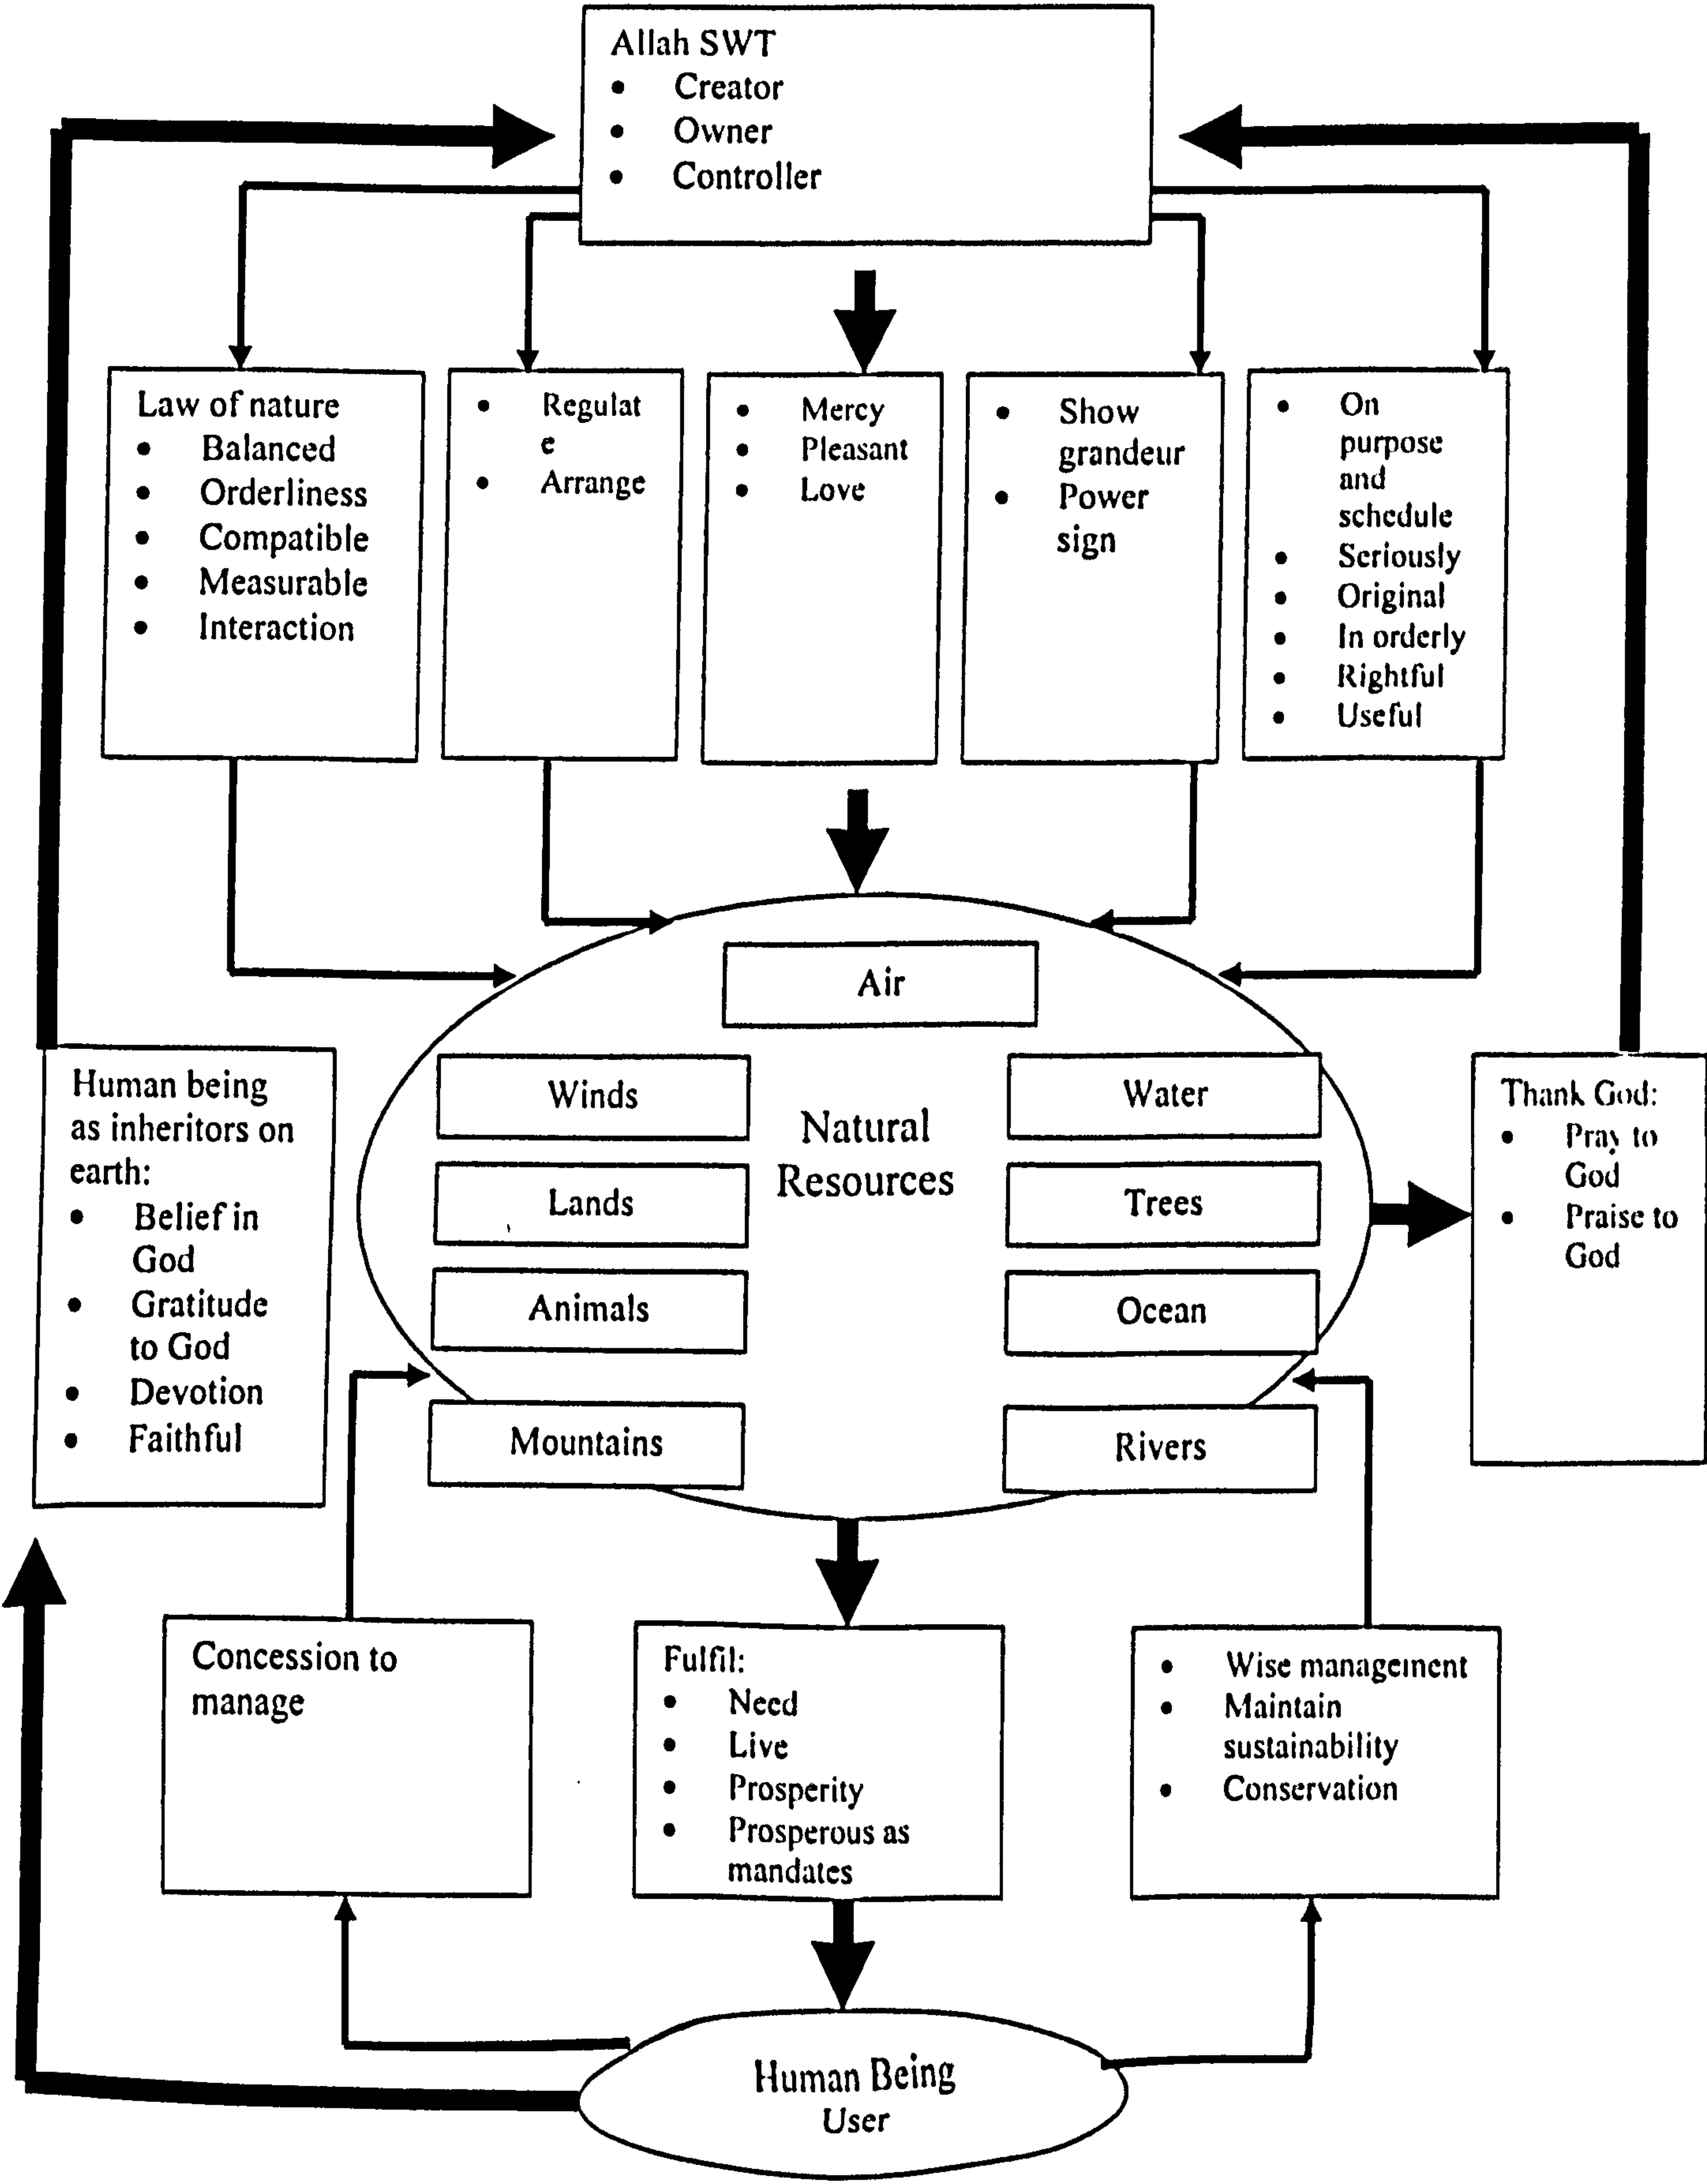 Allah SWT
• Creator
• Owner
• Controller
Law of nature
• Balanced
• Orderliness
• Compatible
• Measurable
• Interaction
• Regulat
e
• Arrange
• Mercy
• Pleasant
• Love
• Show
grandeur
• Power
sign
• On
purpose
and
schedule
• Seriously
• Original
• In orderly
• Rightful
• Useful
Air
Winds
Lands
Animals
Mountains
Natural
Resources
Water
Trees
Ocean
Rivers
Human being
as inheritors on
earth:
• Belief in
God
• Gratitude
to God
• Devotion
• Faithful
Thank God:
• Pray to
God
• Praise to
God
Concession to
manage
Fulfil:
• Need
• Live
• Prosperity
• Prosperous as
mandates
• Wise management
• Maintain
sustainability
• Conservation
Human Being
User